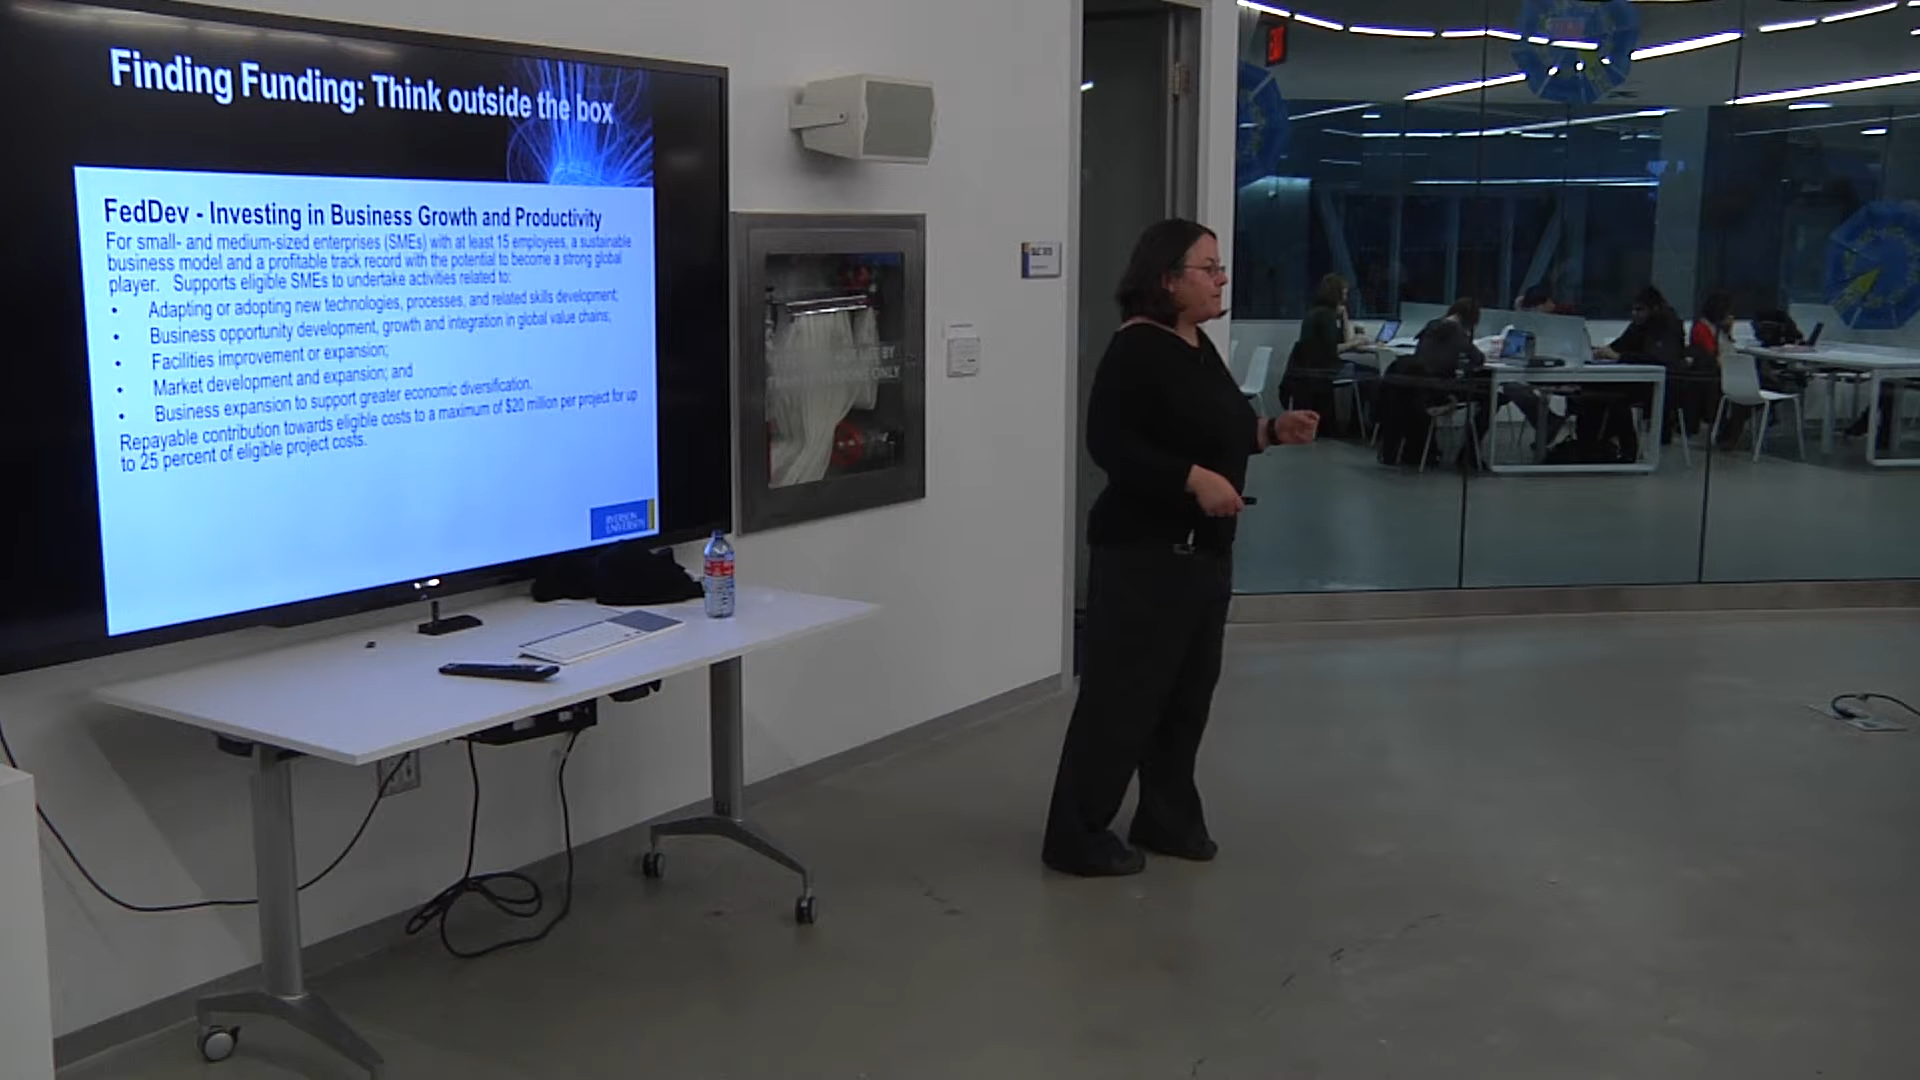 Finding Funding: Think outside the box
FedDev - Investing in Business Growth and Productivity
For small- and medium-sized enterprises (SMEs) with at least 15 employees, a sustainable
business model and a profitable track record with the potential to become a strong global
player. Supports eligible SMEs to undertake activities related to:
• Adapting or adopting new technologies, processes, and related skills development;
• Business opportunity development, growth and integration in global value chains;
• Facilities improvement or expansion;
• Market development and expansion; and
• Business expansion to support greater economic diversification.
Repayable contribution towards eligible costs to a maximum of $20 million per project for up
to 25 percent of eligible project costs.
RYERSON
UNIVERSITY
BY
ONLY